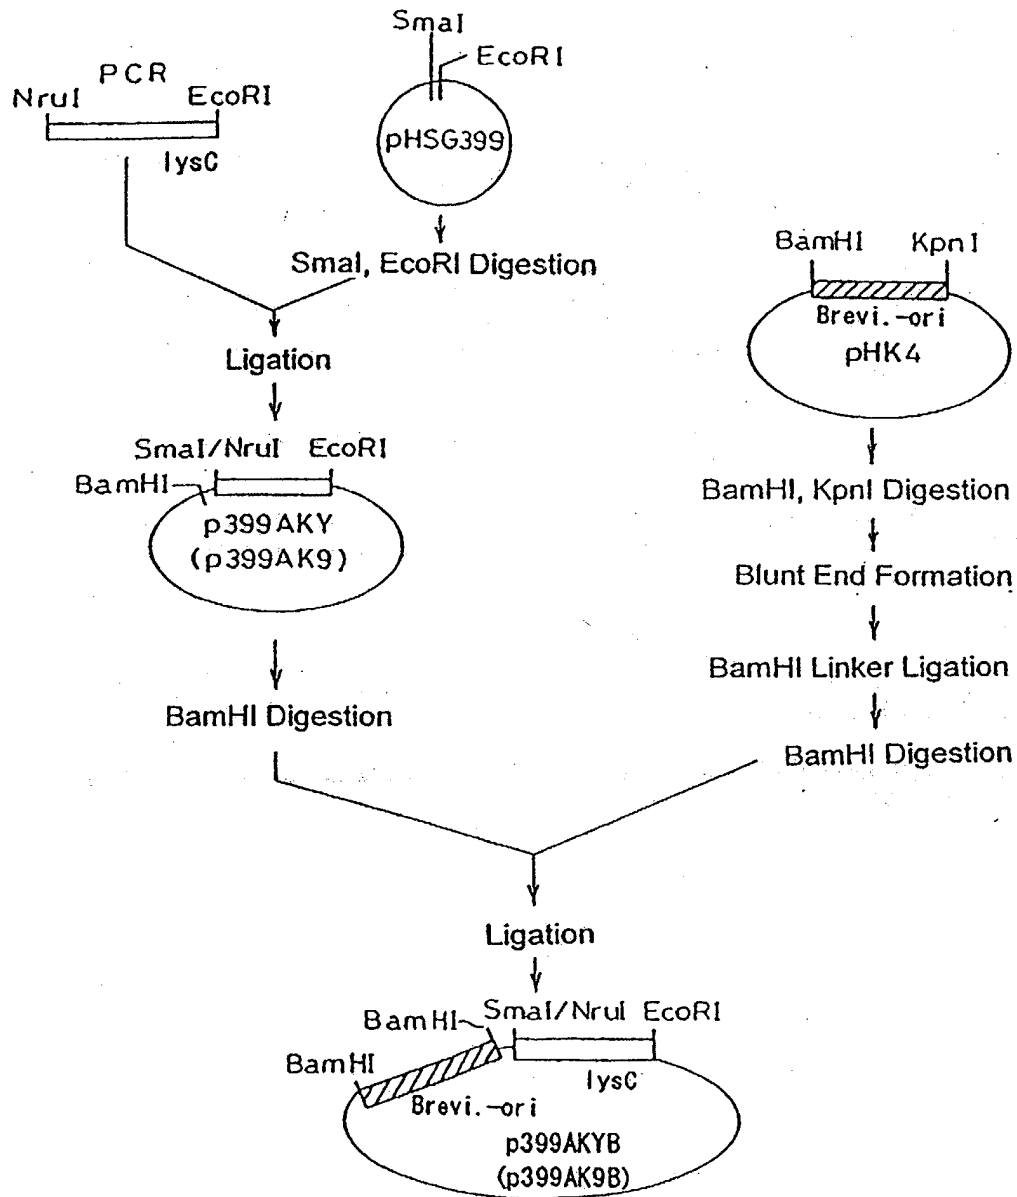 SmaI
EcoRI
PCR
NruI
EcoRI
lysC
pHSG399
SmaI, EcoRI Digestion
Ligation
SmaI/NruI EcoRI
BamHI
p399AKY
(p399AK9)
BamHI Digestion
BamHI KpnI
Brevi.-ori
pHK4
BamHI, KpnI Digestion
Blunt End Formation
BamHI Linker Ligation
BamHI Digestion
Ligation
SmaI/NruI EcoRI
BamHI
BamHI
lysC
Brevi.-ori
p399AKYB
(p399AK9B)